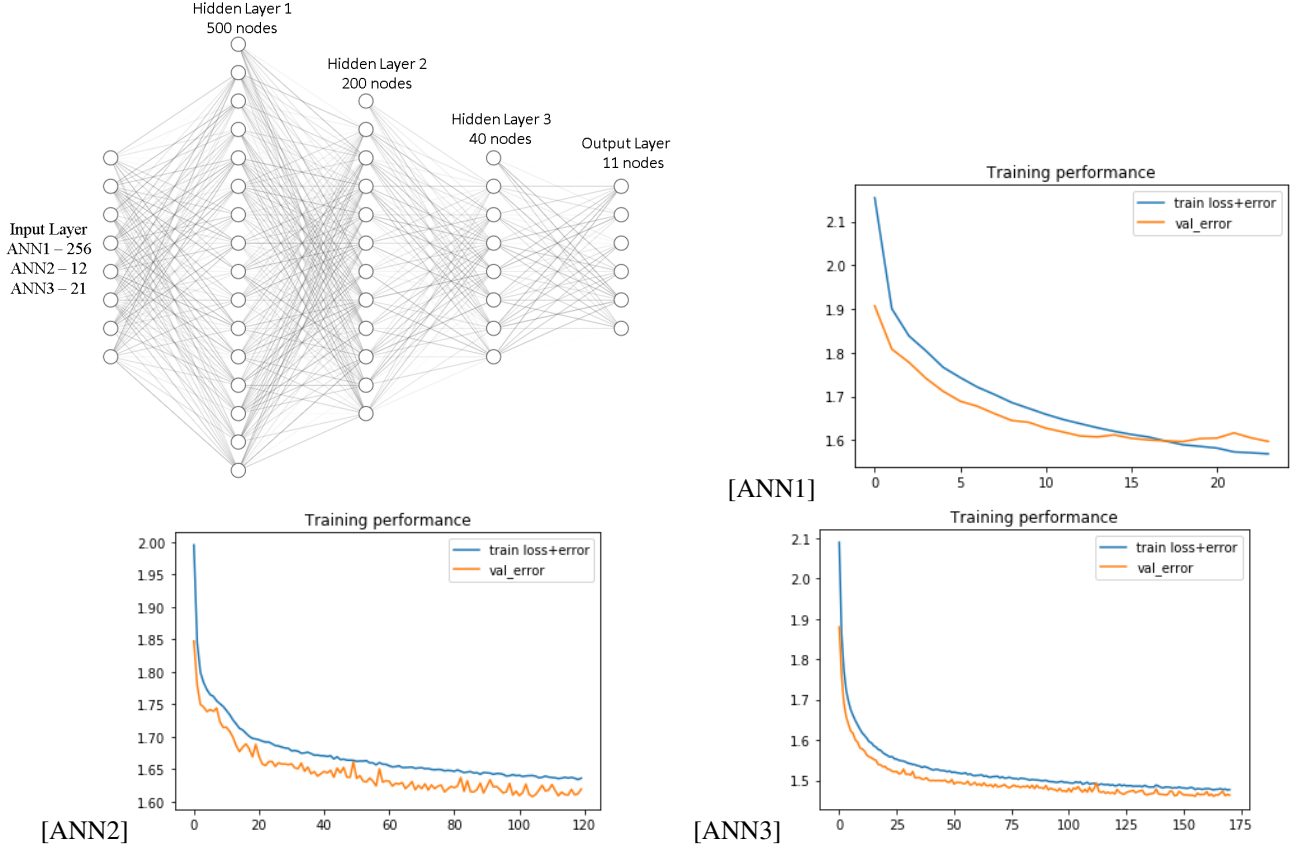 Hidden Layer 1
500 nodes
Hidden Layer 2
200 nodes
Hidden Layer 3
40 nodes
Output Layer
11 nodes
Input Layer
ANN1 – 256
ANN2 – 12
ANN3 – 21
Training performance
train loss+error
val_error
2.1
2.0
1.9
1.8
1.7
1.6
0 5 10 15 20
[ANN1]
Training performance
train loss+error
val_error
2.00
1.95
1.90
1.85
1.80
1.75
1.70
1.65
1.60
0 20 40 60 80 100 120
[ANN2]
Training performance
train loss+error
val_error
2.1
2.0
1.9
1.8
1.7
1.6
1.5
0 25 50 75 100 125 150 175
[ANN3]